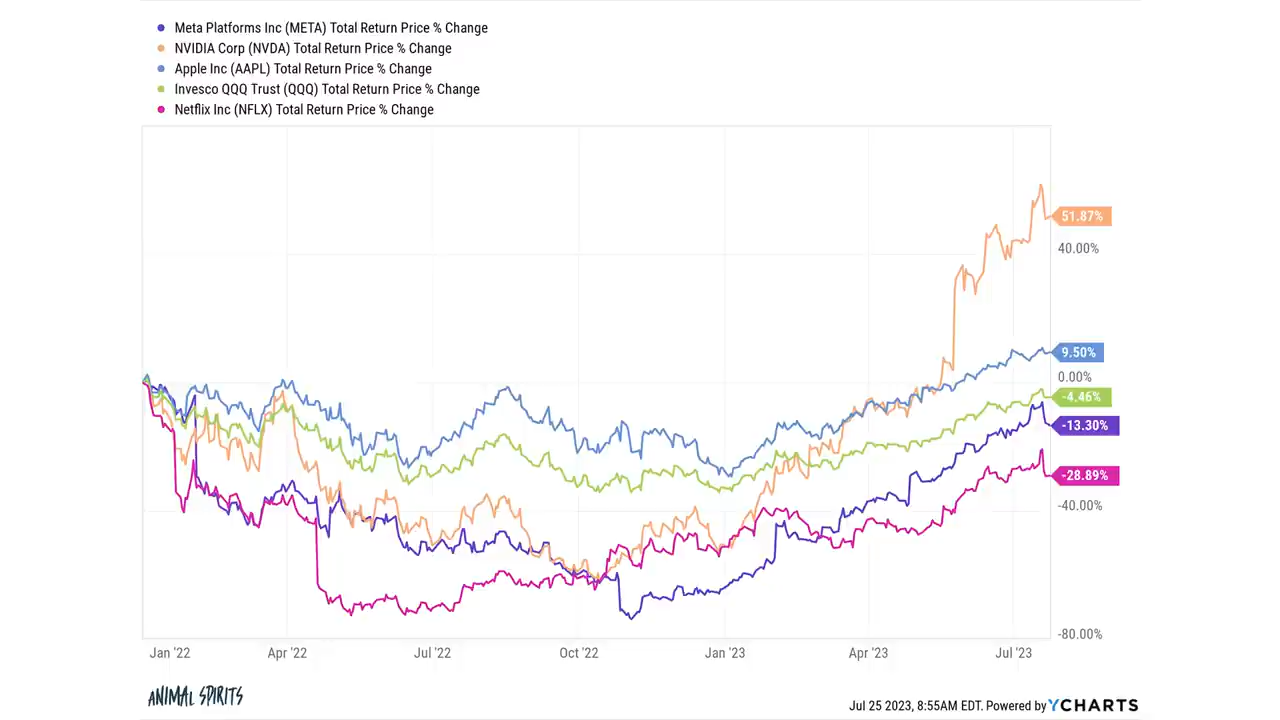 Meta Platforms Inc (META) Total Return Price % Change
NVIDIA Corp (NVDA) Total Return Price % Change
Apple Inc (AAPL) Total Return Price % Change
Invesco QQQ Trust (QQQ) Total Return Price % Change
Netflix Inc (NFLX) Total Return Price % Change
51.87%
40.00%
9.50%
0.00%
-4.46%
-13.30%
-28.89%
-40.00%
-80.00%
Jan '22 Apr '22 Jul '22 Oct '22 Jan '23 Apr '23 Jul '23
ANIMAL SPIRITS
Jul 25 2023, 8:55AM EDT. Powered by YCHARTS